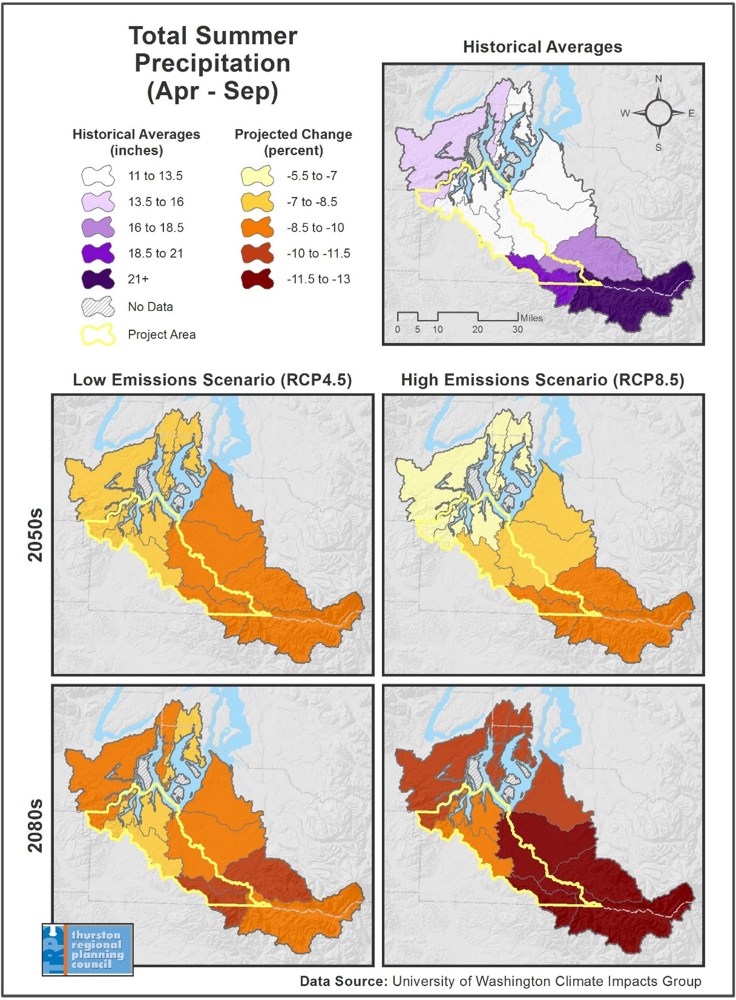 Total Summer
Precipitation
(Apr - Sep)
Historical Averages
(inches)
11 to 13.5
13.5 to 16
16 to 18.5
18.5 to 21
21+
No Data
Project Area
Projected Change
(percent)
-5.5 to -7
-7 to -8.5
-8.5 to -10
-10 to -11.5
-11.5 to -13
Historical Averages
N
W E
S
Miles
0 5 10 20 30
Low Emissions Scenario (RCP4.5)
High Emissions Scenario (RCP8.5)
2050s
2080s
TRPC
thurston
regional
planning
council
Data Source: University of Washington Climate Impacts Group